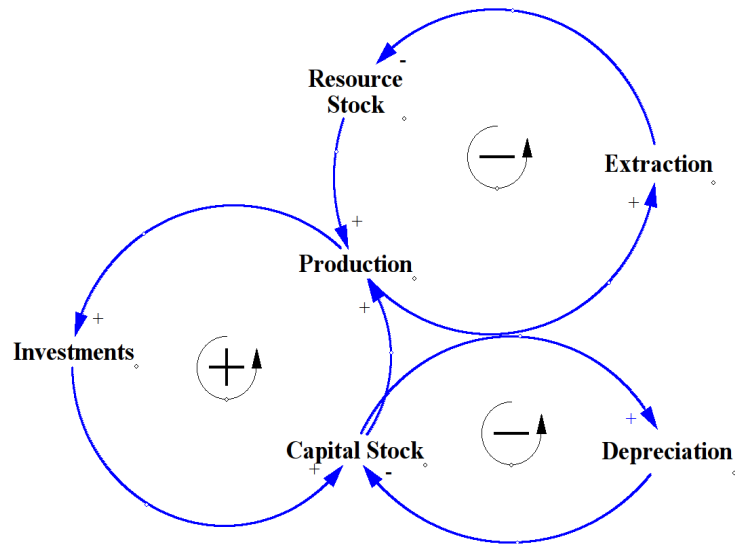 -
Resource
Stock
−
Extraction
+
+
Production
+
+
Investments
+
Capital Stock
+
-
−
+
Depreciation